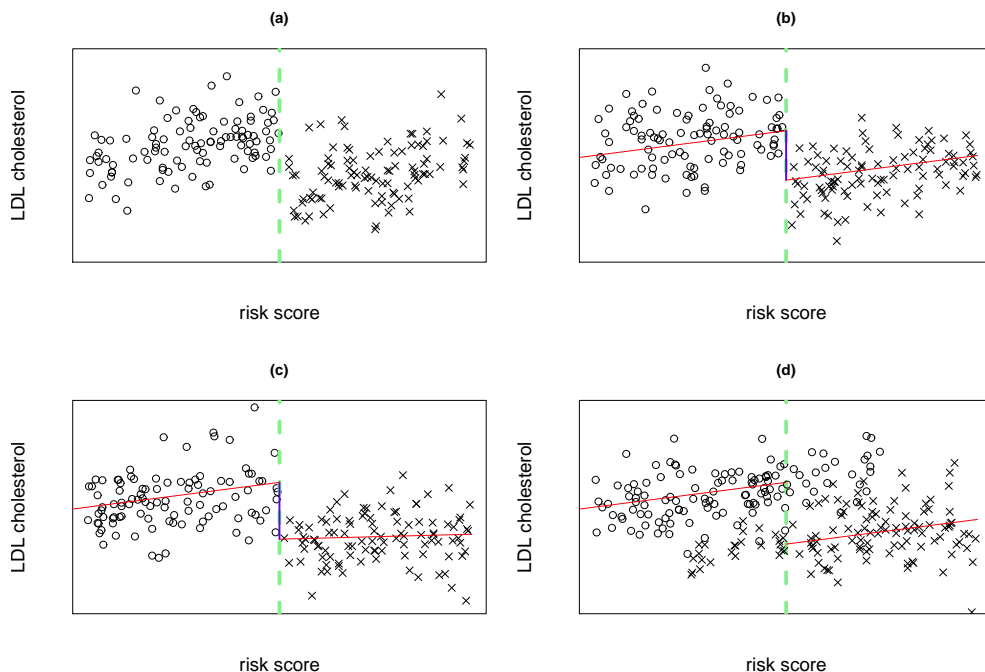 (a)
LDL cholesterol
risk score
(b)
LDL cholesterol
risk score
(c)
LDL cholesterol
risk score
(d)
LDL cholesterol
risk score